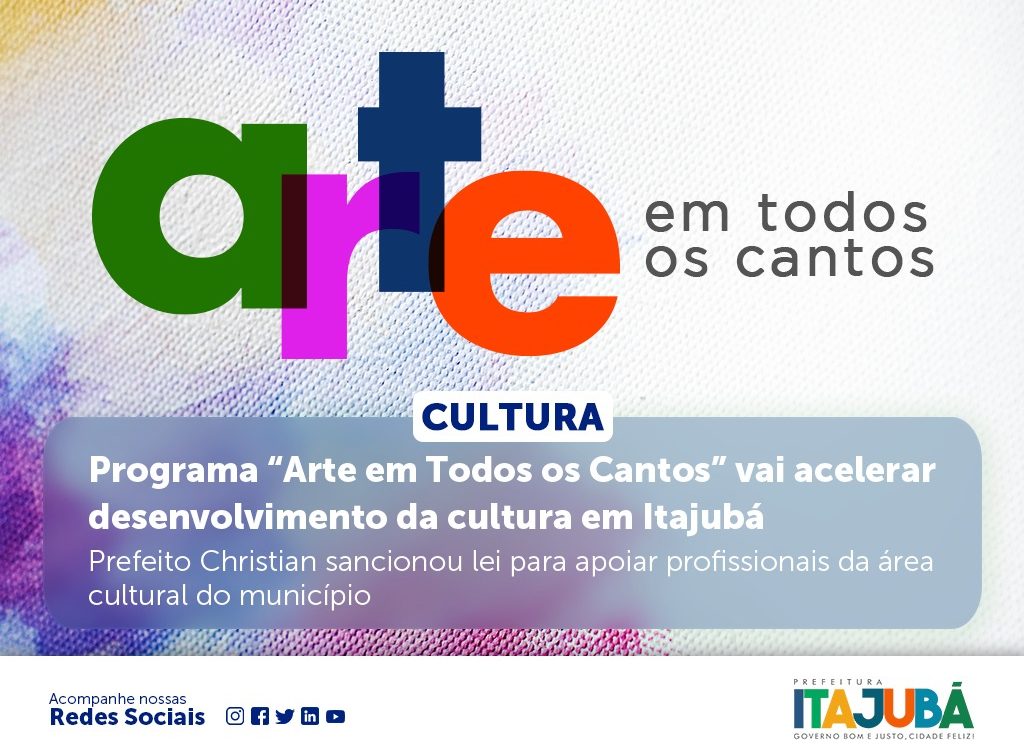 arte
em todos
os cantos
CULTURA
Programa “Arte em Todos os Cantos” vai acelerar
desenvolvimento da cultura em Itajubá
Prefeito Christian sancionou lei para apoiar profissionais da área
cultural do município
Acompanhe nossas
Redes Sociais
PREFEITURA
ITAJUBÁ
GOVERNO BOM E JUSTO, CIDADE FELIZ!